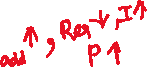 add ↑, Req ↓, I ↑
P ↑